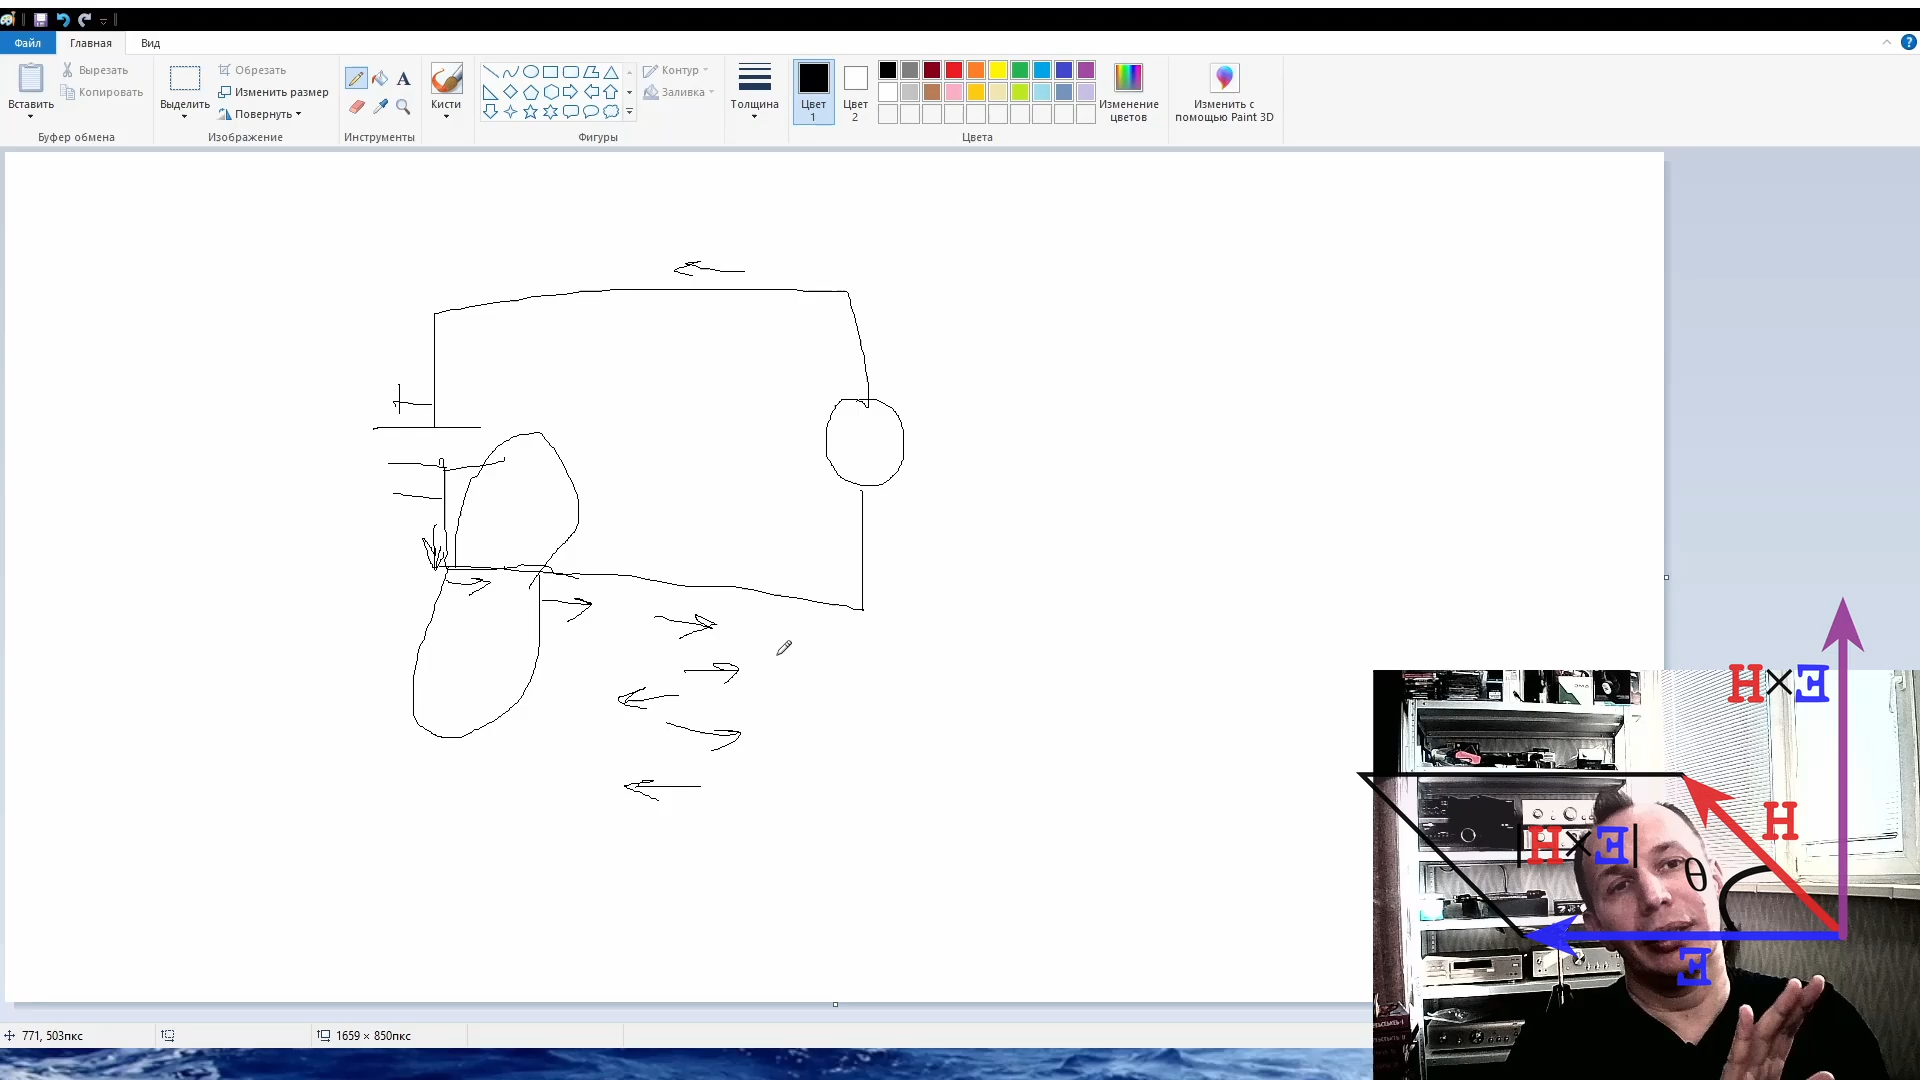 Файл Главная Вид
Вставить
Вырезать
Копировать
Буфер обмена
Выделить
Обрезать
Изменить размер
Повернуть
Изображение
A
Инструменты
Кисти
Контур
Заливка
Фигуры
Толщина
Цвет
1
Цвет
2
Изменение
цветов
Цвета
Изменить с
помощью Paint 3D
?
H×E
H
|H×E|
θ
E
771, 503пкс
1659 × 850пкс